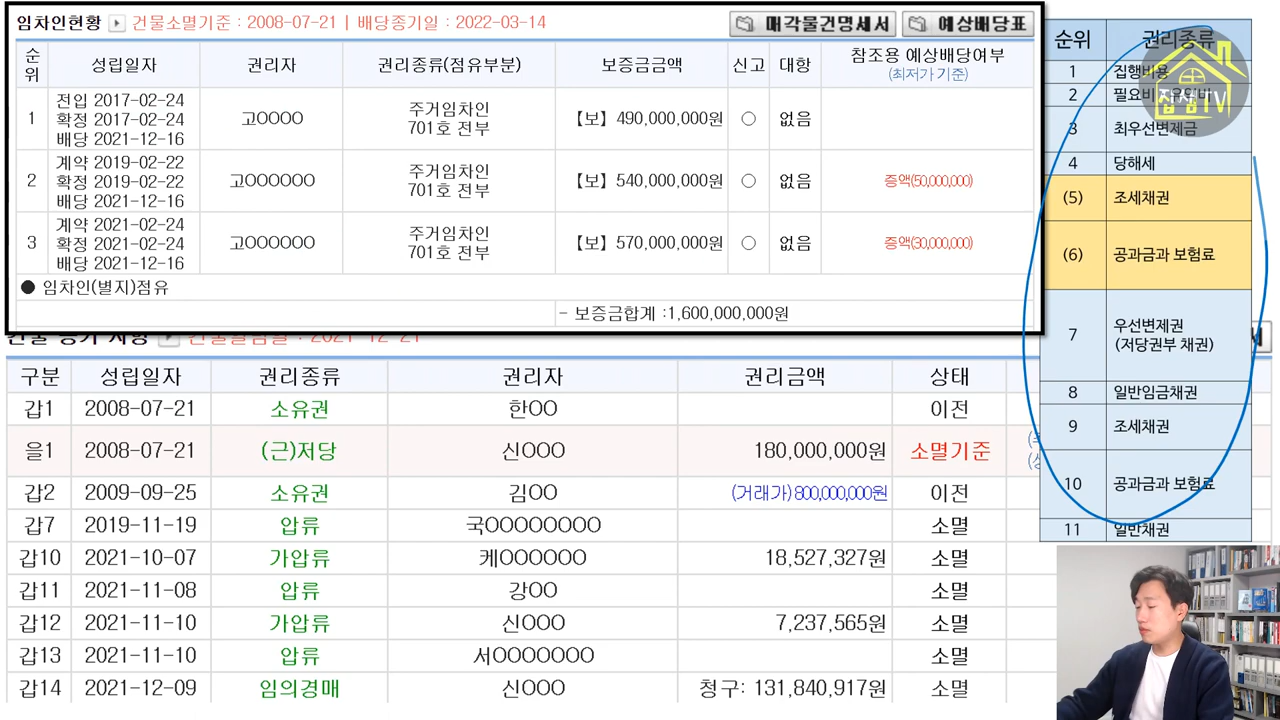 임차인현황 건물소멸기준 : 2008-07-21 | 배당종기일 : 2022-03-14
매각물건명세서 예상배당표
순위 성립일자 권리자 권리종류(점유부분) 보증금금액 신고 대항 참조용 예상배당여부
(최저가 기준)
1 전입 2017-02-24
확정 2017-02-24
배당 2021-12-16
고OOOO
주거임차인
701호 전부
【보】 490,000,000원 ○ 없음
2 계약 2019-02-22
확정 2019-02-22
배당 2021-12-16
고OOOOOO
주거임차인
701호 전부
【보】 540,000,000원 ○ 없음 증액(50,000,000)
3 계약 2021-02-24
확정 2021-02-24
배당 2021-12-16
고OOOOOO
주거임차인
701호 전부
【보】 570,000,000원 ○ 없음 증액(30,000,000)
● 임차인(별지)점유
- 보증금합계 :1,600,000,000원
구분 성립일자 권리종류 권리자 권리금액 상태
갑1 2008-07-21 소유권 한OO 이전
을1 2008-07-21 (근)저당 신OOO 180,000,000원 소멸기준
갑2 2009-09-25 소유권 김OO (거래가) 800,000,000원 이전
갑7 2019-11-19 압류 국OOOOOOOO 소멸
갑10 2021-10-07 가압류 케OOOOOO 18,527,327원 소멸
갑11 2021-11-08 압류 강OO 소멸
갑12 2021-11-10 가압류 신OOO 7,237,565원 소멸
갑13 2021-11-10 압류 서OOOOOOO 소멸
갑14 2021-12-09 임의경매 신OOO 청구: 131,840,917원 소멸
순위 권리종류
1 집행비용
2 필요비
3 최우선변제금
4 당해세
(5) 조세채권
(6) 공과금과 보험료
7 우선변제권
(저당권부 채권)
8 일반임금채권
9 조세채권
10 공과금과 보험료
11 일반채권
집장TV